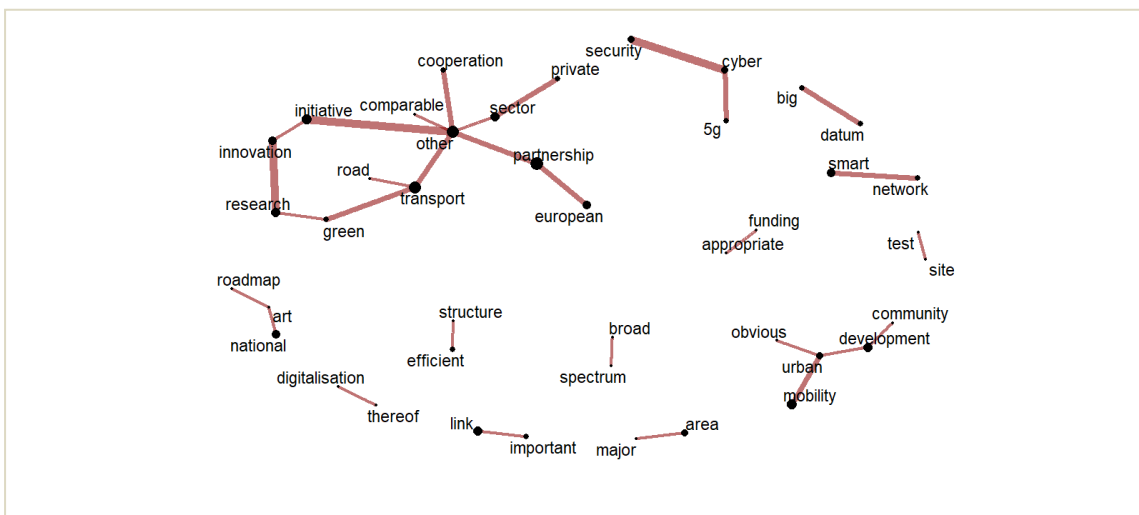 security
cyber
cooperation
private
big
comparable
sector
initiative
5g
datum
other
innovation
partnership
smart
road
network
transport
research
european
green
funding
appropriate
test
site
roadmap
structure
community
art
broad
obvious
development
national
efficient
urban
digitalisation
spectrum
mobility
thereof
link
area
important
major